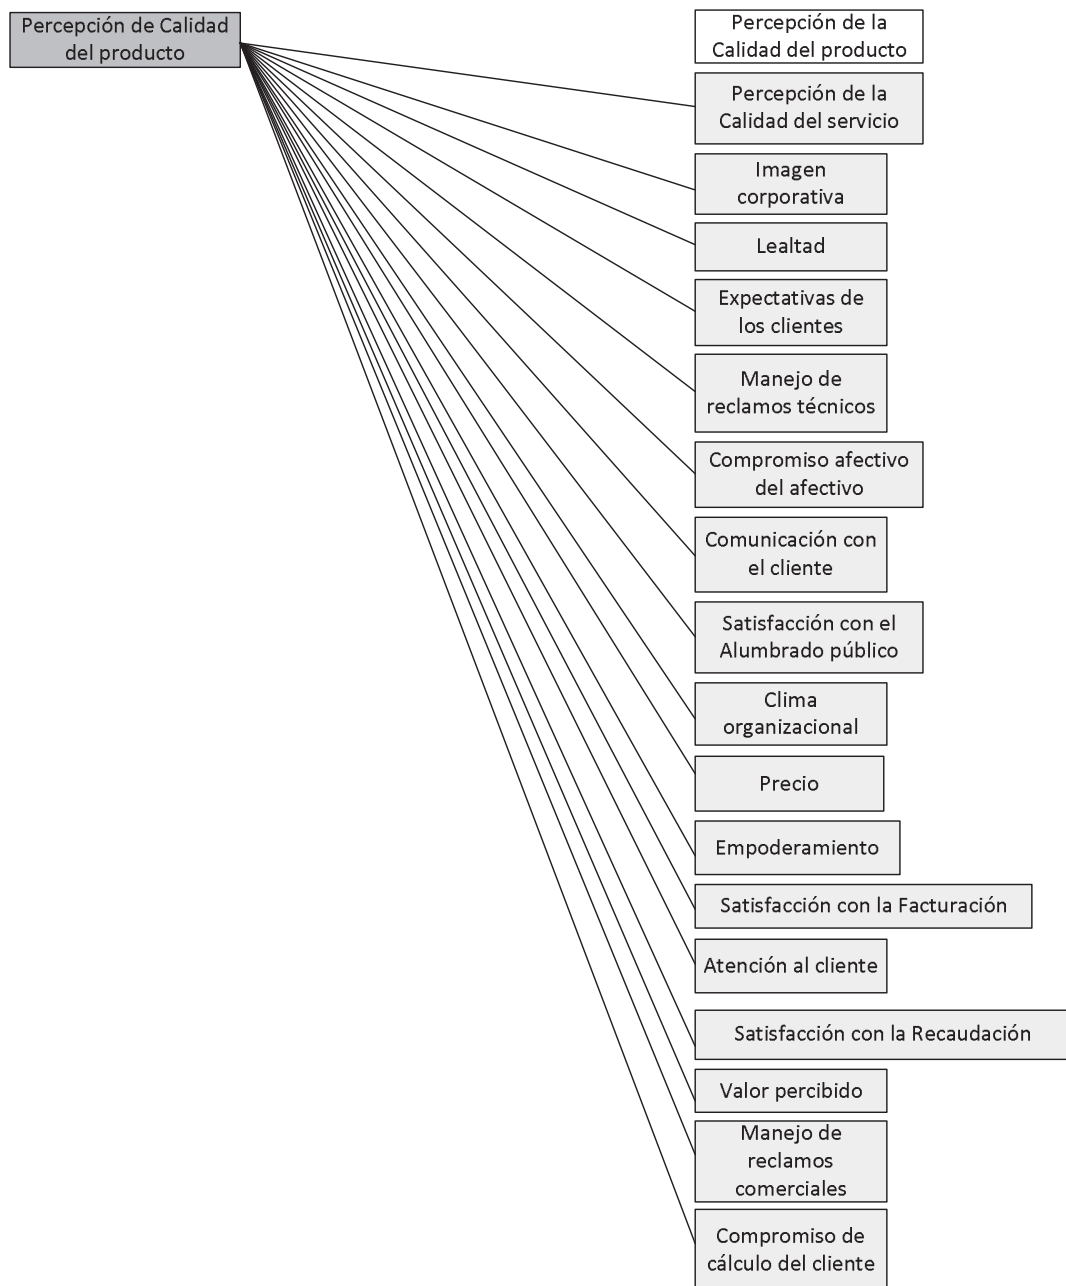 Percepción de Calidad
del producto
Percepción de la
Calidad del producto
Percepción de la
Calidad del servicio
Imagen
corporativa
Lealtad
Expectativas de
los clientes
Manejo de
reclamos técnicos
Compromiso afectivo
del afectivo
Comunicación con
el cliente
Satisfacción con el
Alumbrado público
Clima
organizacional
Precio
Empoderamiento
Satisfacción con la Facturación
Atención al cliente
Satisfacción con la Recaudación
Valor percibido
Manejo de
reclamos
comerciales
Compromiso de
cálculo del cliente